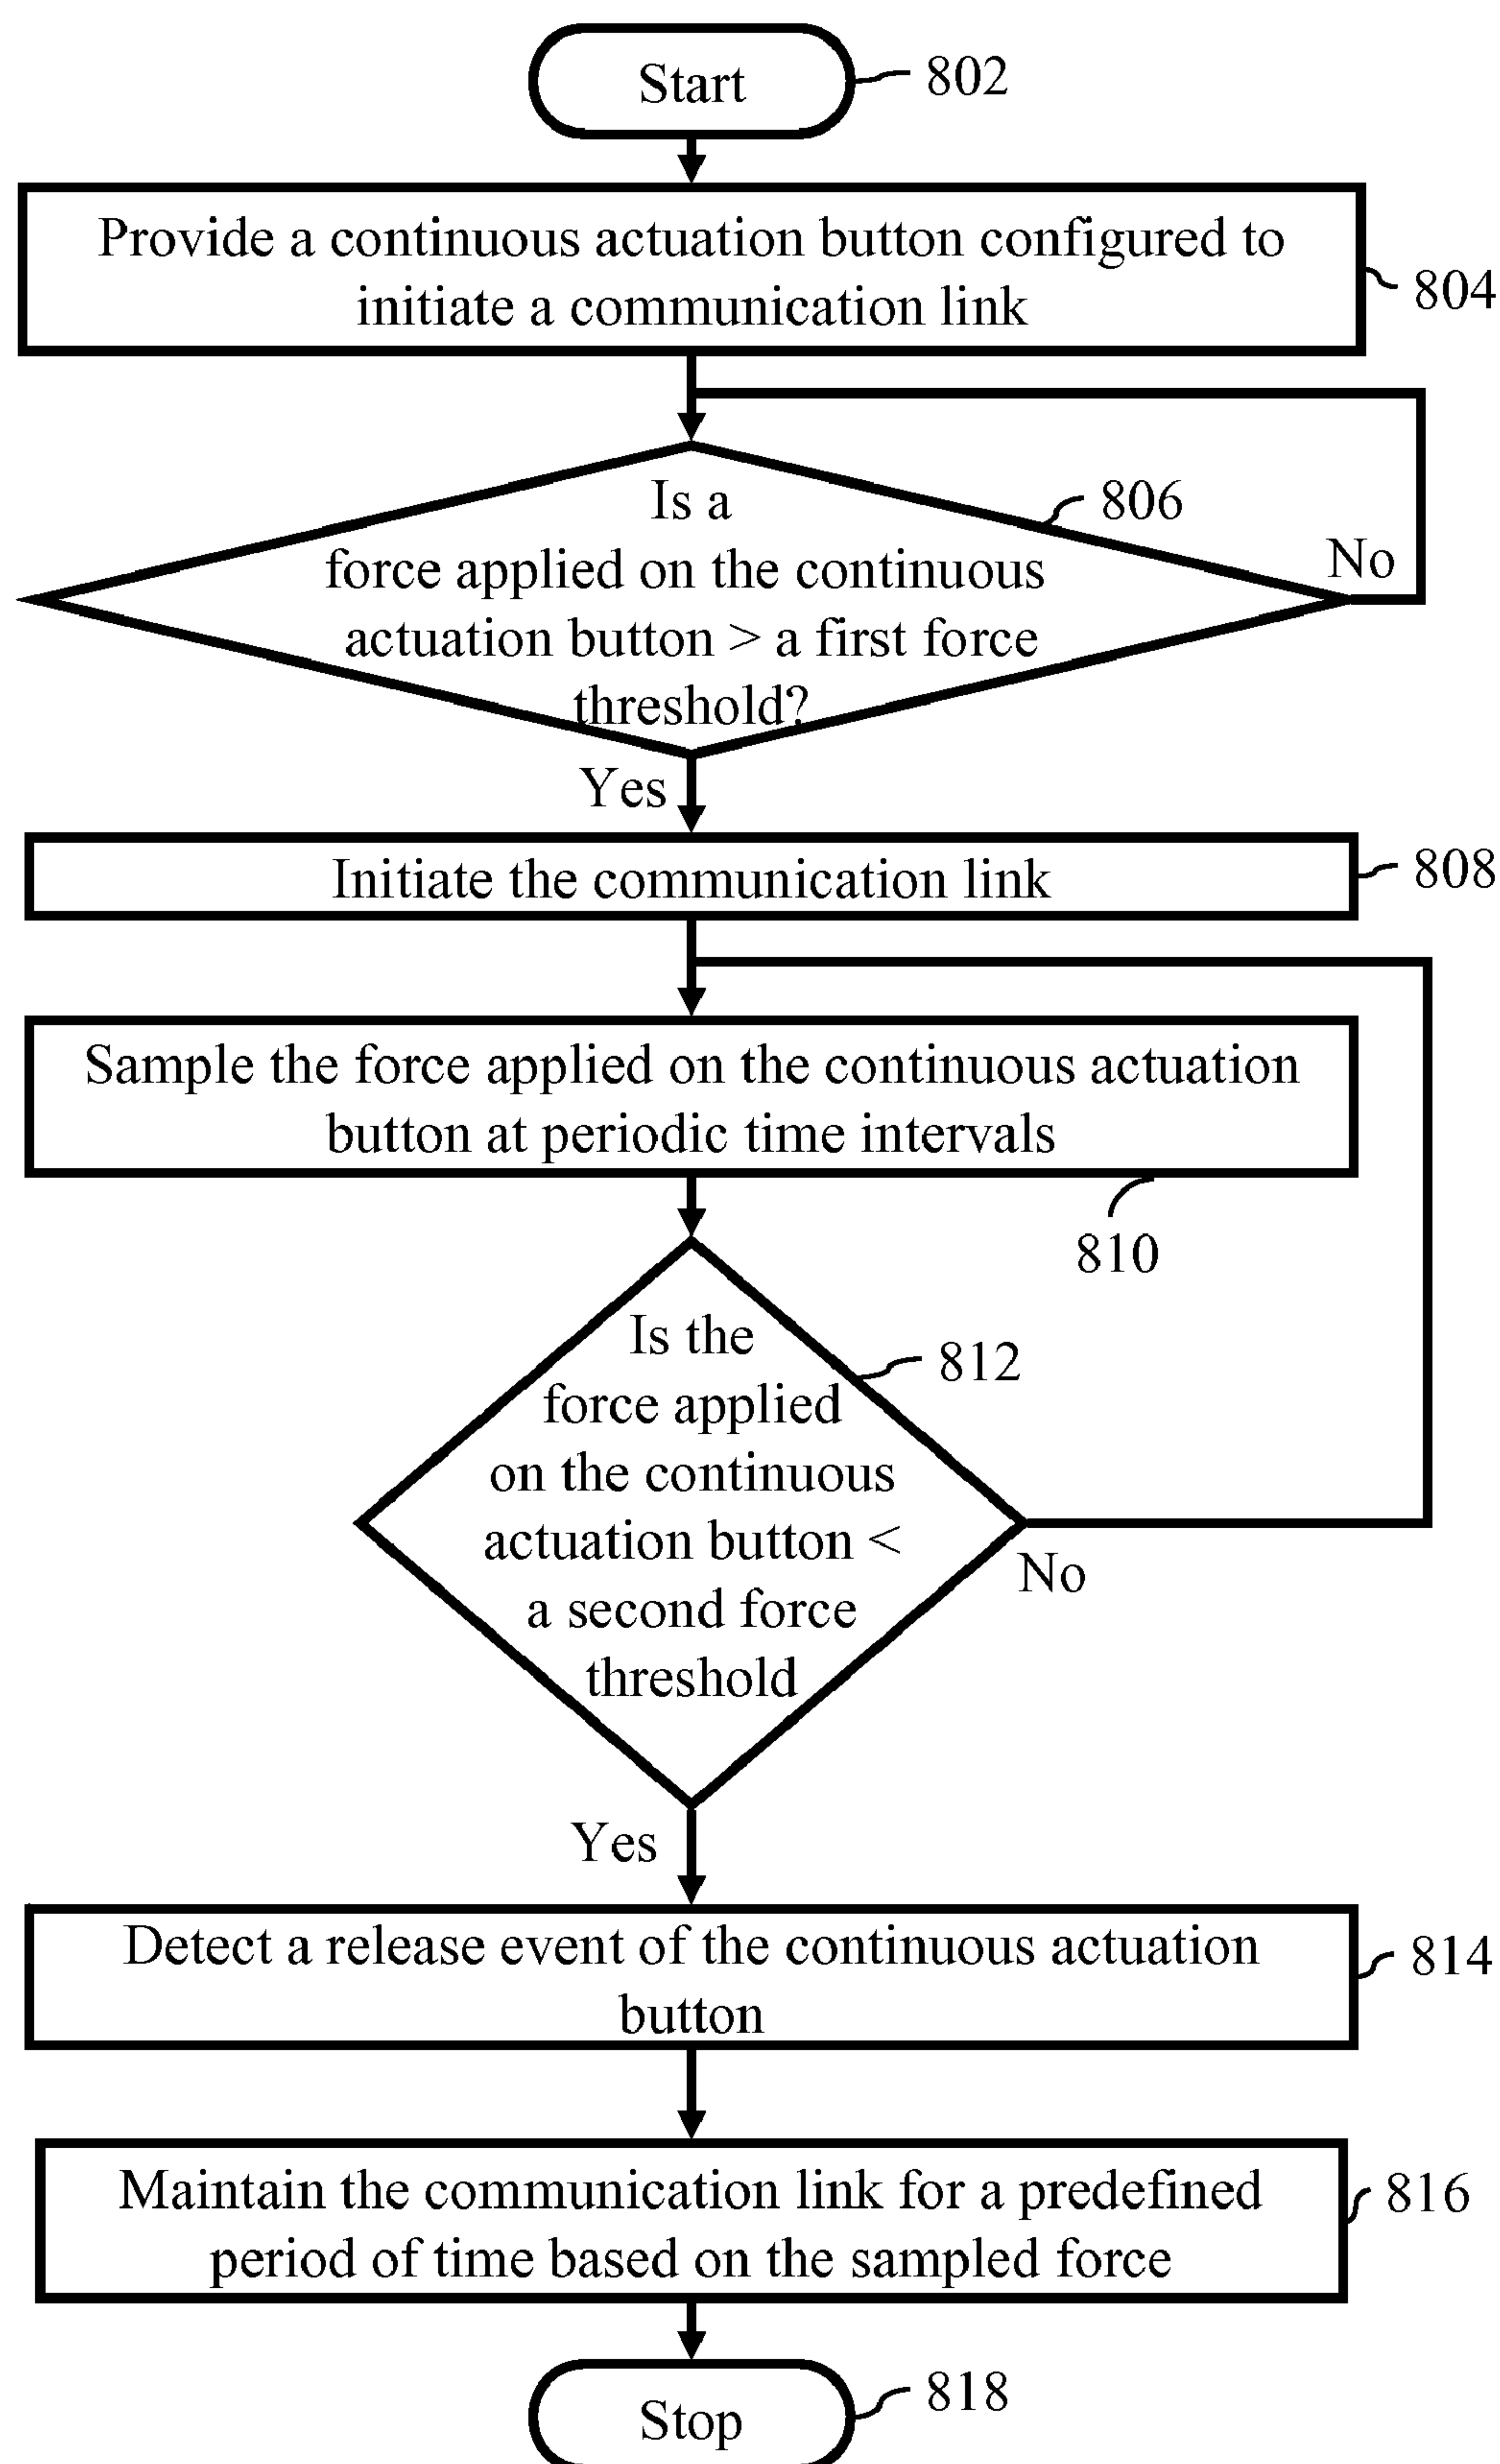 Start
802
Provide a continuous actuation button configured to
initiate a communication link
804
Is a
force applied on the continuous
actuation button > a first force
threshold?
806
No
Yes
Initiate the communication link
808
Sample the force applied on the continuous actuation
button at periodic time intervals
810
Is the
force applied
on the continuous
actuation button <
a second force
threshold
812
No
Yes
Detect a release event of the continuous actuation
button
814
Maintain the communication link for a predefined
period of time based on the sampled force
816
Stop
818